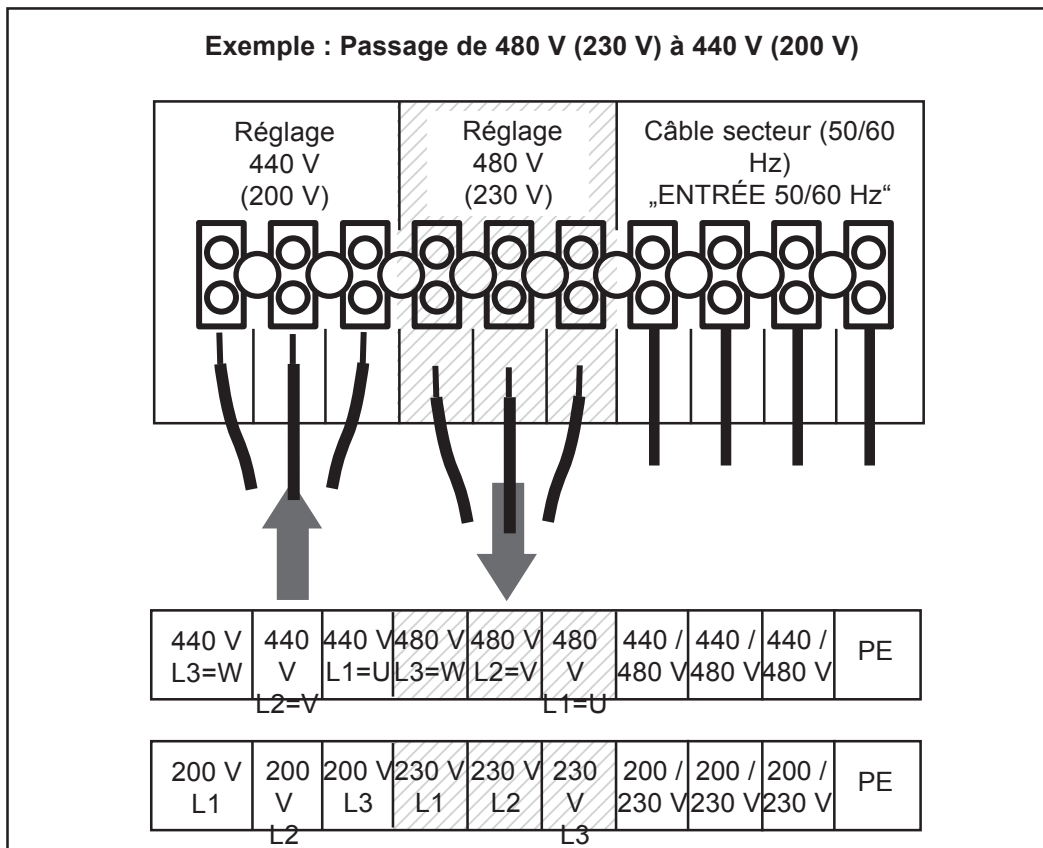 Exemple : Passage de 480 V (230 V) à 440 V (200 V)
Réglage
440 V
(200 V)
Réglage
480 V
(230 V)
Câble secteur (50/60
Hz)
„ENTRÉE 50/60 Hz“
440 V
L3=W
440
V
L2=V
440 V
L1=U
480 V
L3=W
480 V
L2=V
480
V
L1=U
440 /
480 V
440 /
480 V
440 /
480 V
PE
200 V
L1
200
V
L2
200 V
L3
230 V
L1
230 V
L2
230
V
L3
200 /
230 V
200 /
230 V
200 /
230 V
PE